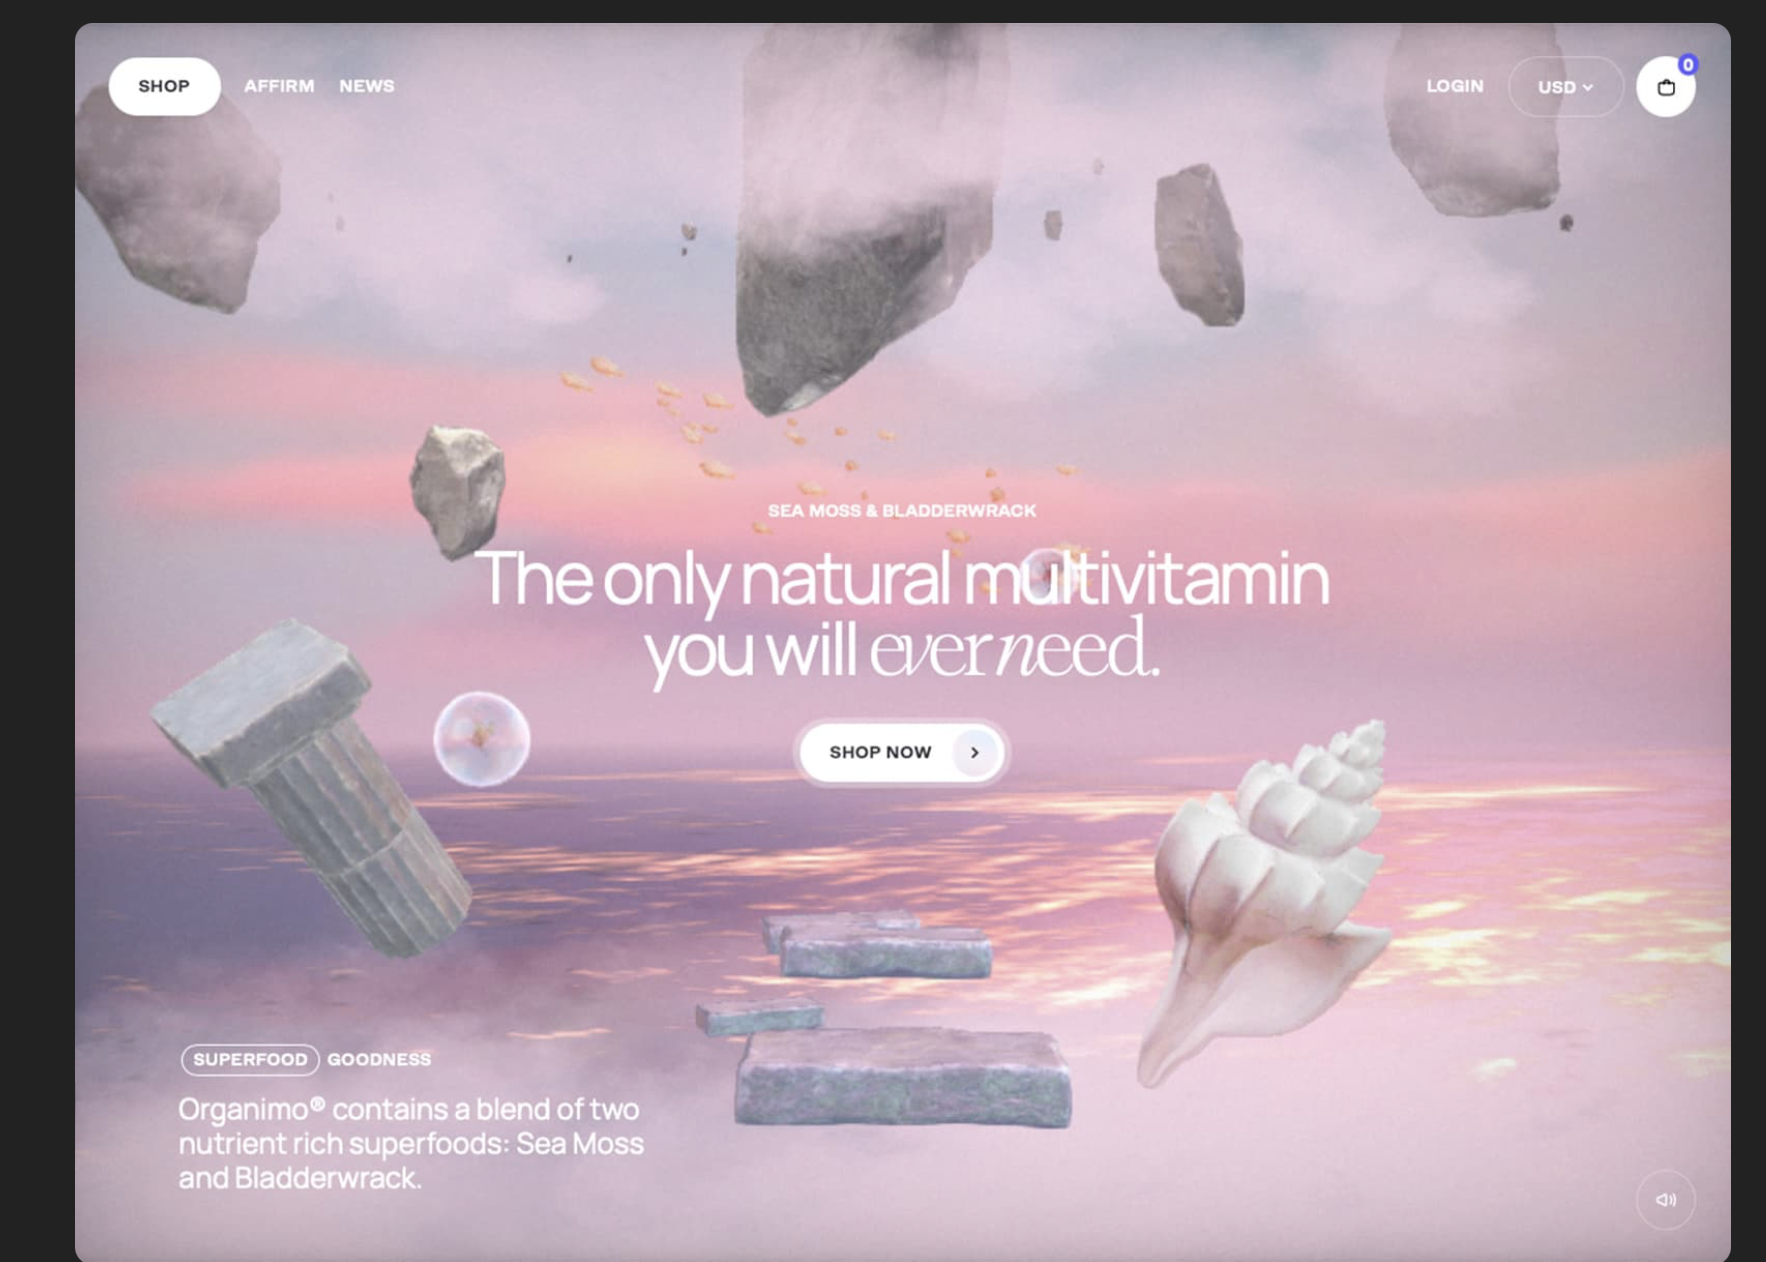 SHOP
AFFIRM
NEWS
LOGIN
USD
0
SEA MOSS & BLADDERWRACK
The only natural multivitamin
you will ever need.
SHOP NOW
SUPERFOOD GOODNESS
Organimo® contains a blend of two
nutrient rich superfoods: Sea Moss
and Bladderwrack.